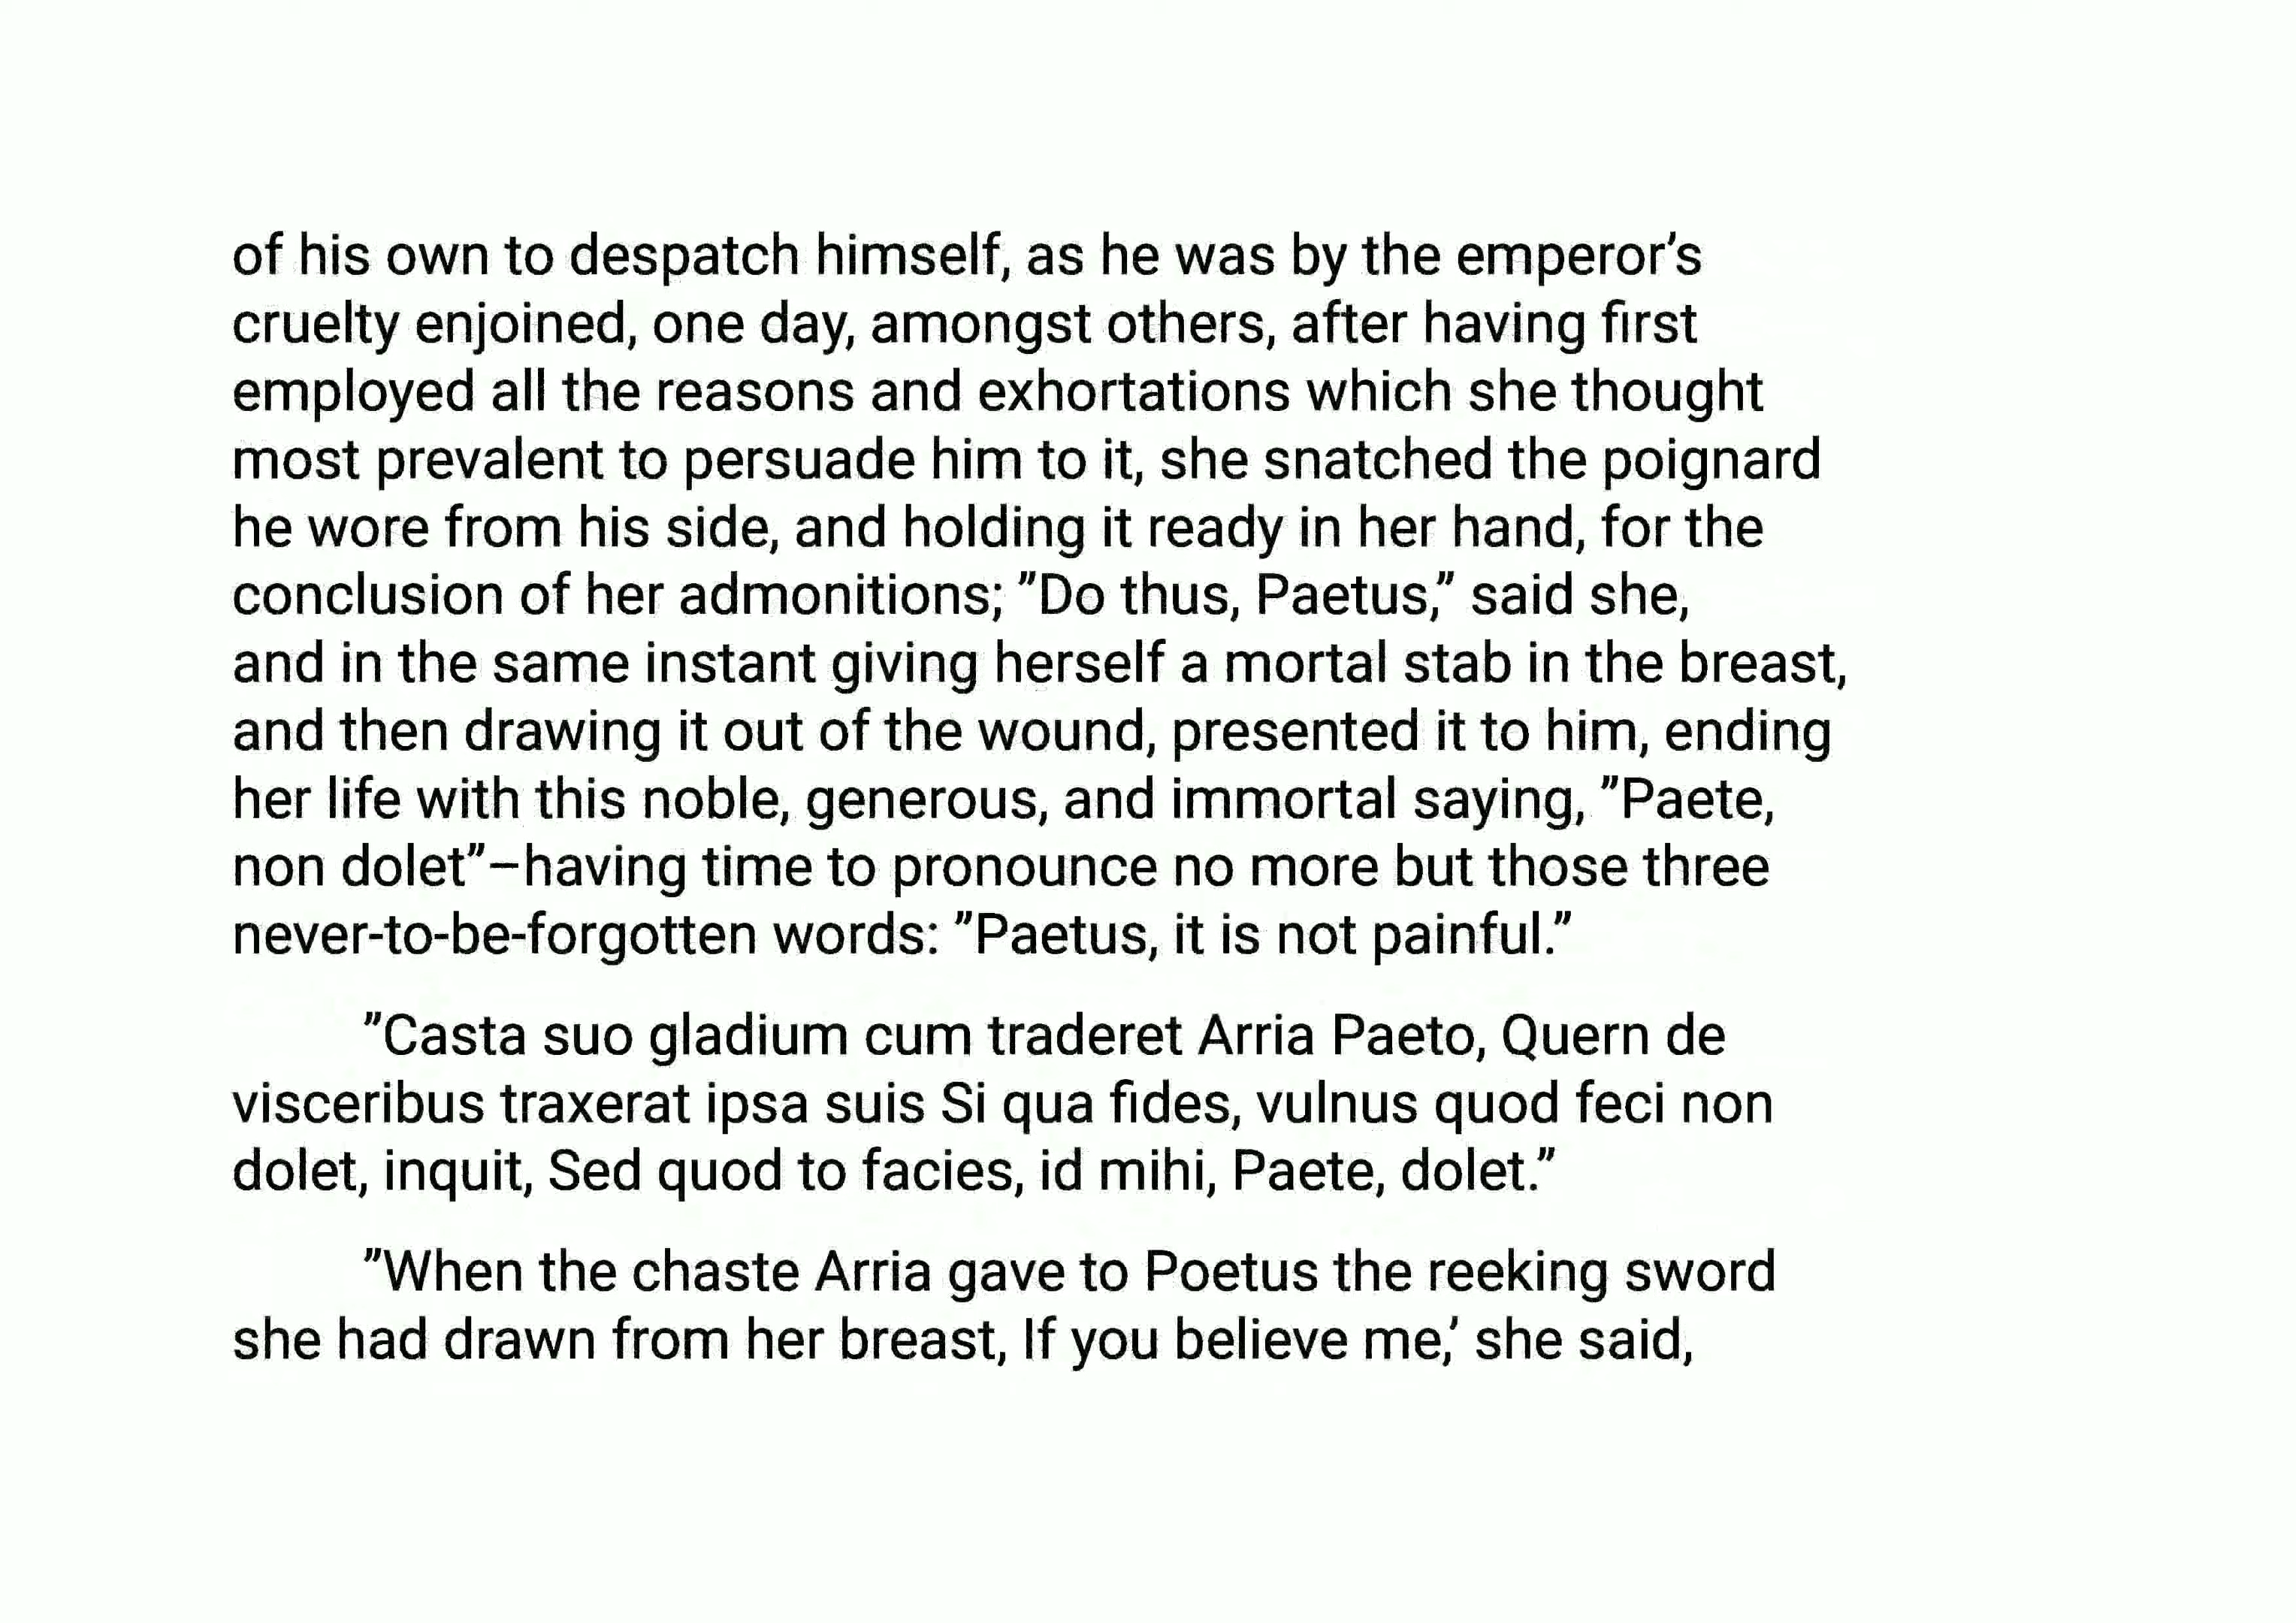 of his own to despatch himself, as he was by the emperor's
cruelty enjoined, one day, amongst others, after having first
employed all the reasons and exhortations which she thought
most prevalent to persuade him to it, she snatched the poignard
he wore from his side, and holding it ready in her hand, for the
conclusion of her admonitions; ”Do thus, Paetus,” said she,
and in the same instant giving herself a mortal stab in the breast,
and then drawing it out of the wound, presented it to him, ending
her life with this noble, generous, and immortal saying, ”Paete,
non dolet”–having time to pronounce no more but those three
never-to-be-forgotten words: ”Paetus, it is not painful.”
”Casta suo gladium cum traderet Arria Paeto, Quern de
visceribus traxerat ipsa suis Si qua fides, vulnus quod feci non
dolet, inquit, Sed quod to facies, id mihi, Paete, dolet.”
”When the chaste Arria gave to Poetus the reeking sword
she had drawn from her breast, If you believe me,’ she said,